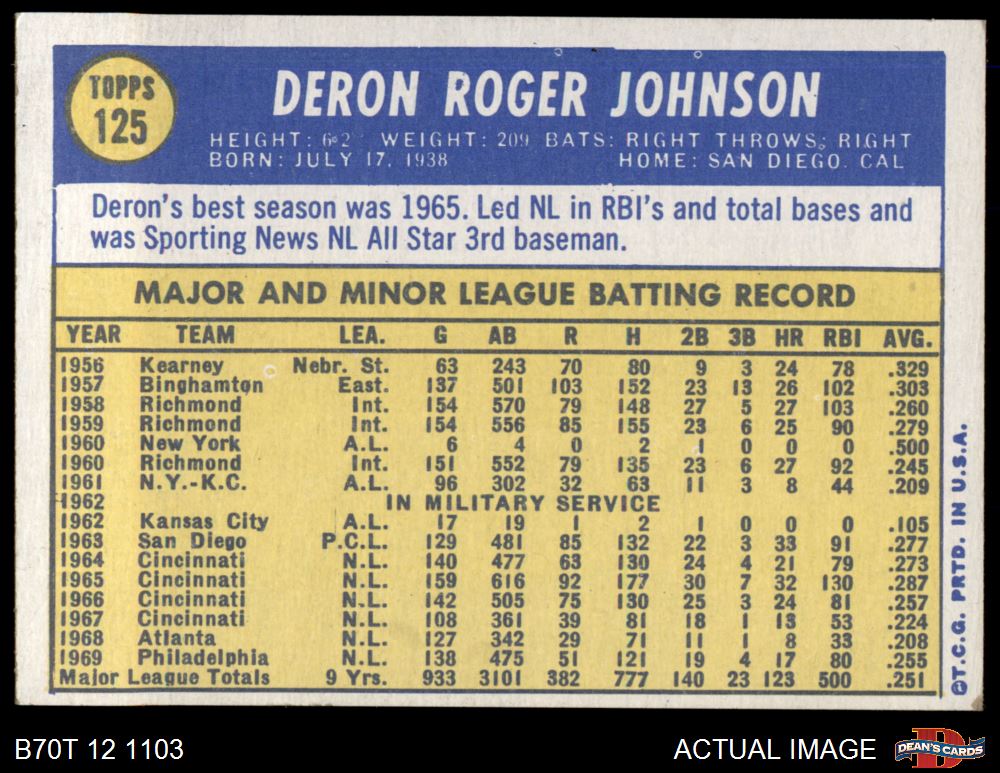 TOPPS
125
DERON ROGER JOHNSON
HEIGHT: 6'2" WEIGHT: 209 BATS: RIGHT THROWS: RIGHT
BORN: JULY 17, 1938 HOME: SAN DIEGO, CAL
Deron's best season was 1965. Led NL in RBI's and total bases and
was Sporting News NL All Star 3rd baseman.
MAJOR AND MINOR LEAGUE BATTING RECORD
YEAR TEAM LEA. G AB R H 2B 3B HR RBI AVG.
1956 Kearney Nebr. St. 63 243 70 80 9 3 24 78 .329
1957 Binghamton East. 137 501 103 152 23 13 26 102 .303
1958 Richmond Int. 154 570 79 148 27 5 27 103 .260
1959 Richmond Int. 154 556 85 155 23 6 25 90 .279
1960 New York A.L. 6 4 0 2 1 0 0 0 .500
1960 Richmond Int. 151 552 79 135 23 6 27 92 .245
1961 N.Y.-K.C. A.L. 96 302 32 63 11 3 8 44 .209
1962 IN MILITARY SERVICE
1962 Kansas City A.L. 17 19 1 2 1 0 0 0 .105
1963 San Diego P.C.L. 129 481 85 132 22 3 33 91 .277
1964 Cincinnati N.L. 140 477 63 130 24 4 21 79 .273
1965 Cincinnati N.L. 159 616 92 177 30 7 32 130 .287
1966 Cincinnati N.L. 142 505 75 130 25 3 24 81 .257
1967 Cincinnati N.L. 108 361 39 81 18 1 13 53 .224
1968 Atlanta N.L. 127 342 29 71 11 1 8 33 .208
1969 Philadelphia N.L. 138 475 51 121 19 4 17 80 .255
Major League Totals 9 Yrs. 933 3101 382 777 140 23 123 500 .251
©T.C.G. PRTD. IN U.S.A.
B70T 12 1103
ACTUAL IMAGE
D
DEAN'S CARDS